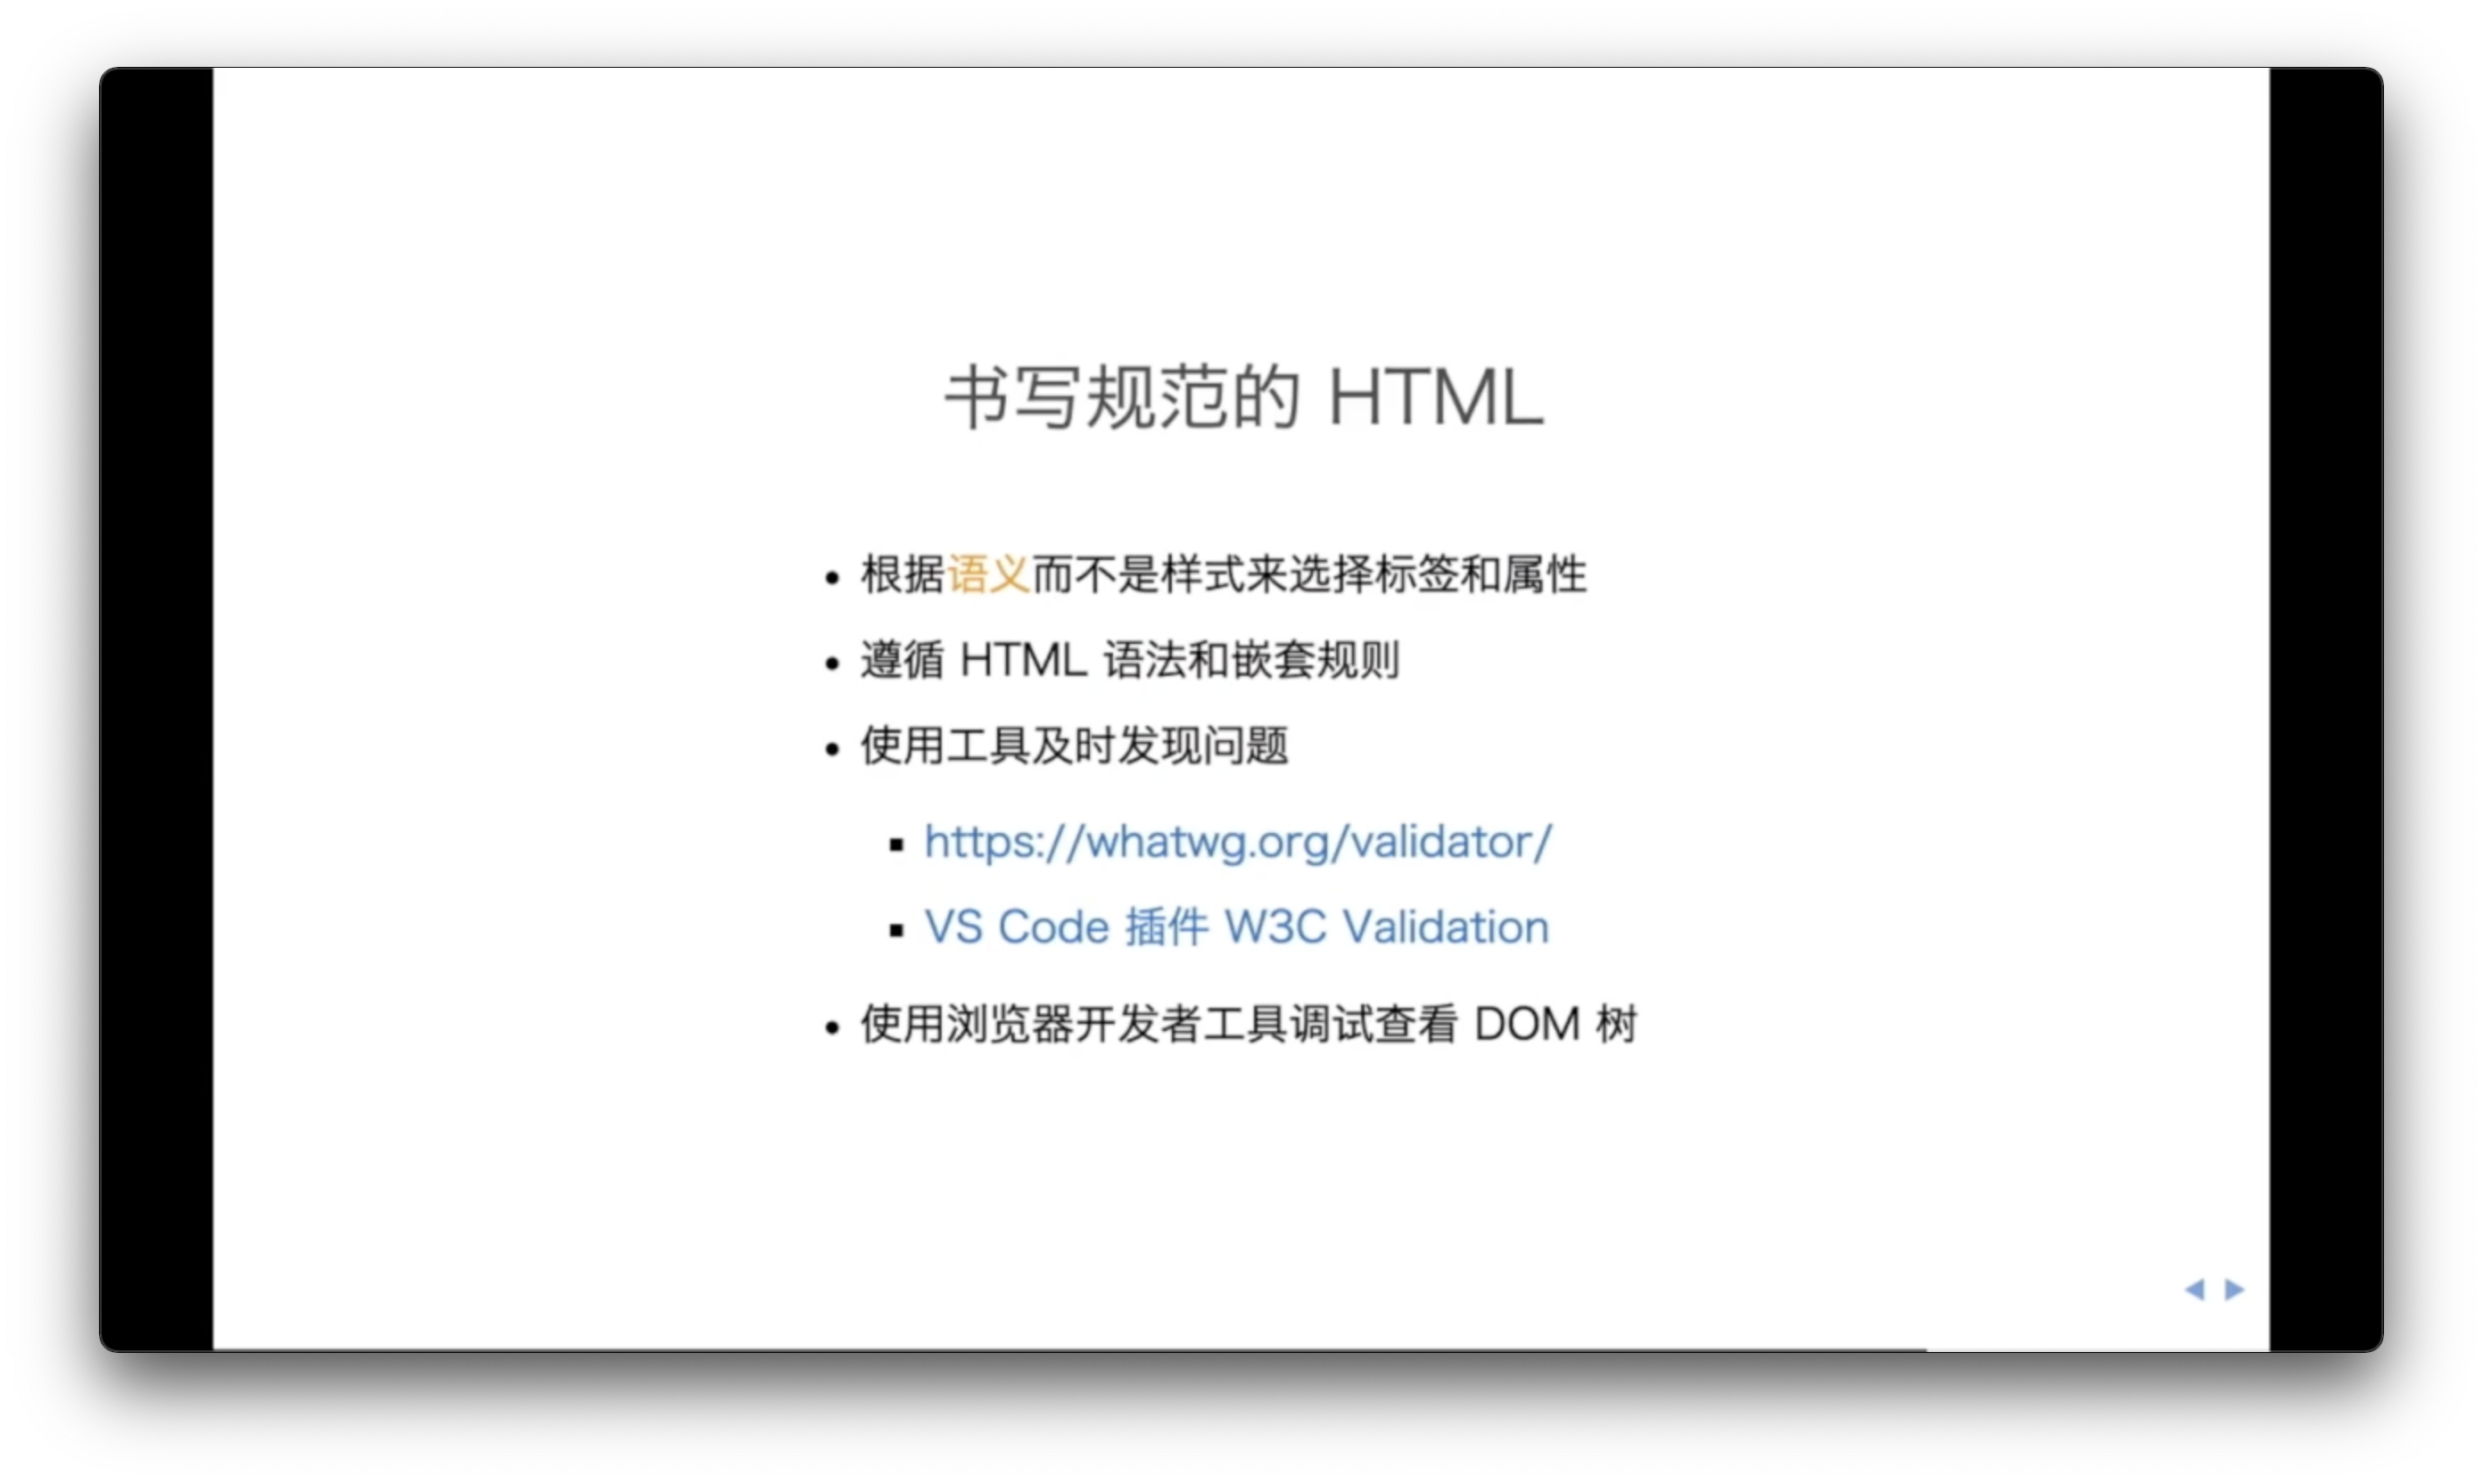 书写规范的 HTML
根据语义而不是样式来选择标签和属性
遵循 HTML 语法和嵌套规则
使用工具及时发现问题
https://whatwg.org/validator/
VS Code 插件 W3C Validation
使用浏览器开发者工具调试查看 DOM 树